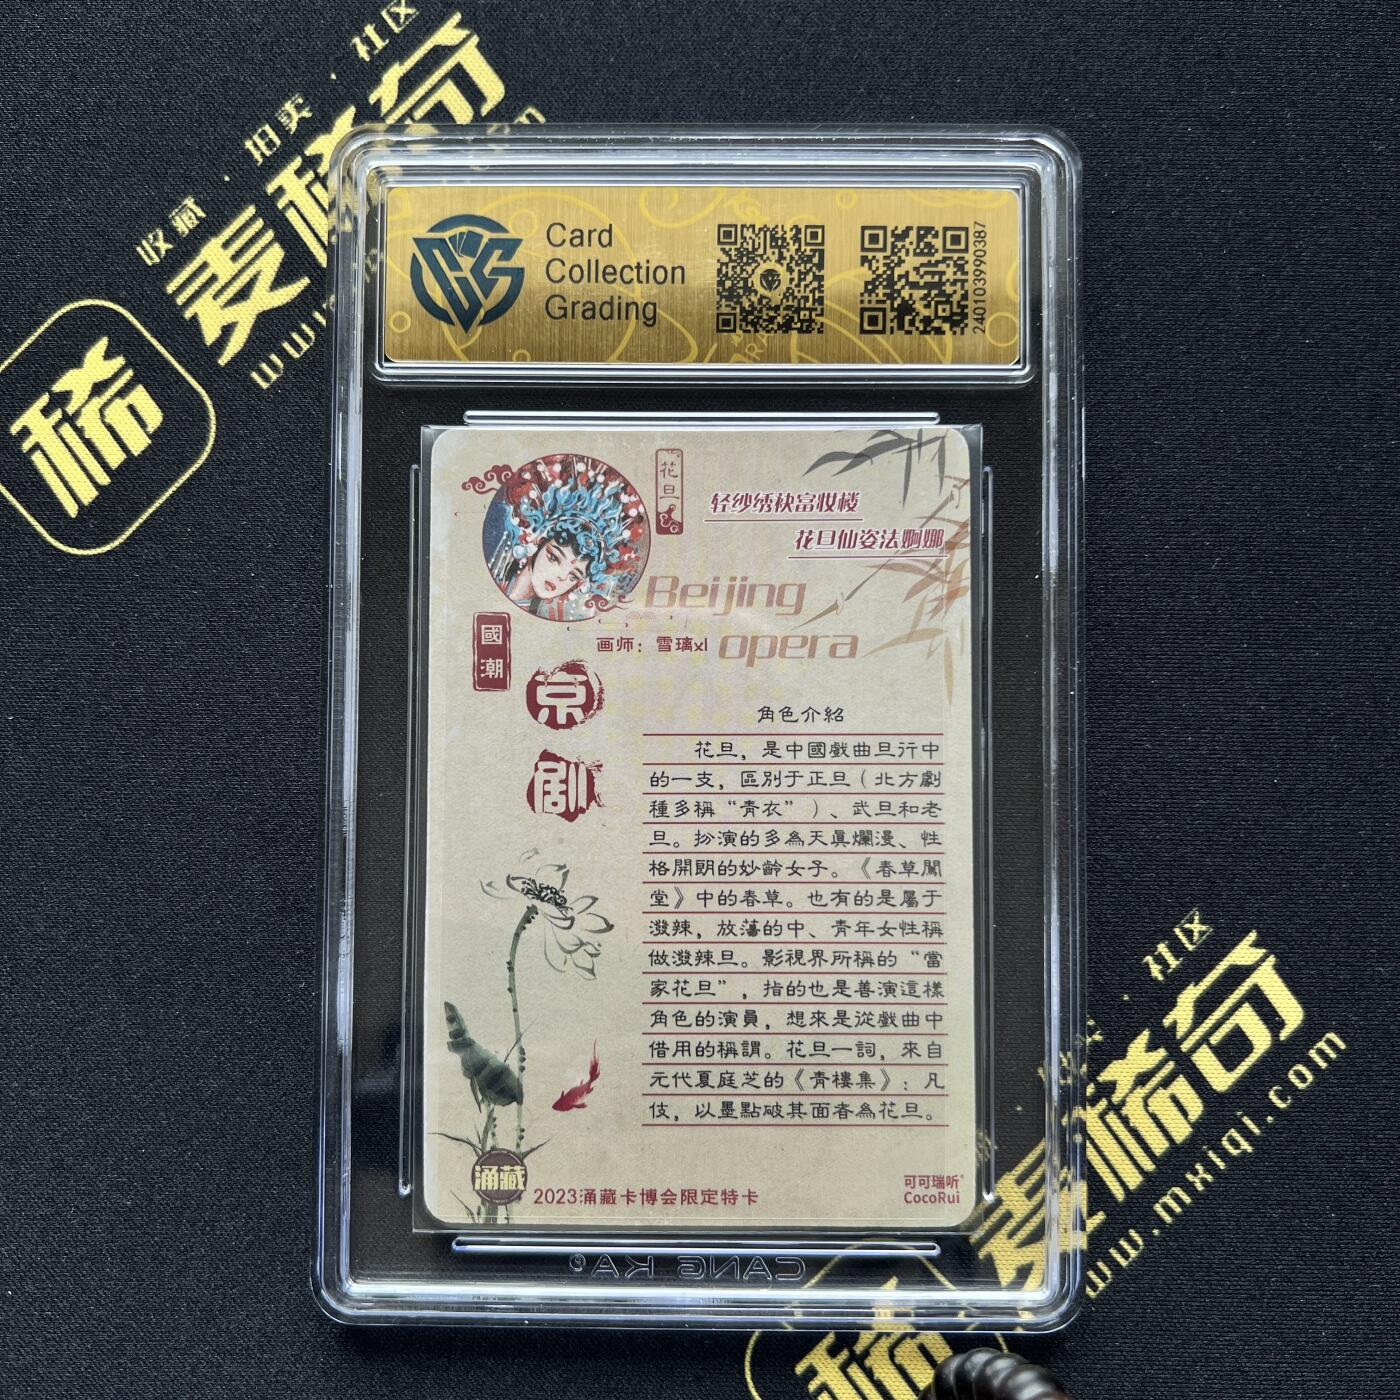 收藏 · 拍卖 · 社区
麦稀奇
稀
Card
Collection
Grading
240103990387
花旦
轻纱绣袂富妆楼
花旦仙姿法婀娜
Beijing
opera
画师：雪璃xl
國潮
京
剧
角色介紹
花旦，是中國戲曲旦行中
的一支，區別于正旦（北方劇
種多稱“青衣”）、武旦和老
旦。扮演的多為天真爛漫、性
格開朗的妙齡女子。《春草闖
堂》中的春草。也有的是屬于
潑辣，放蕩的中、青年女性稱
做潑辣旦。影視界所稱的“當
家花旦”，指的也是善演這樣
角色的演員，想來是從戲曲中
借用的稱謂。花旦一詞，來自
元代夏庭芝的《青樓集》：凡
伎，以墨點破其面者為花旦。
涌藏
2023涌藏卡博会限定特卡
可可瑞听
CocoRui
CANG KA
社区
麦稀奇
www.mxiqi.com
稀